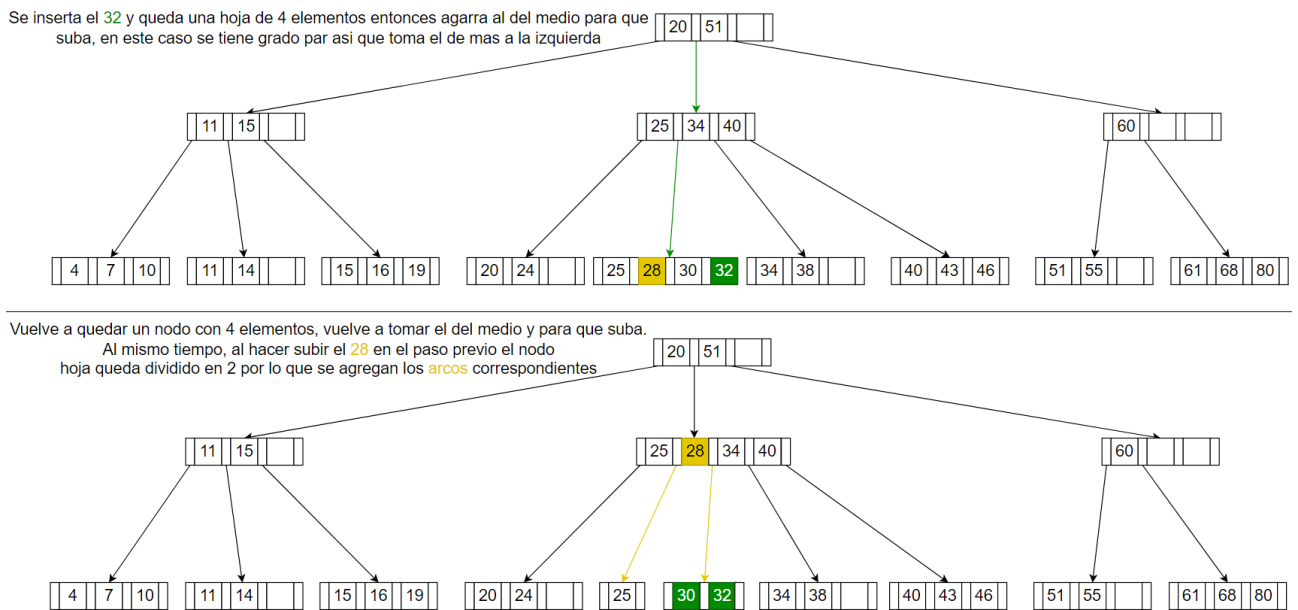 Se inserta el 32 y queda una hoja de 4 elementos entonces agarra al del medio para que
suba, en este caso se tiene grado par asi que toma el de mas a la izquierda
20 51
11 15
25 34 40
60
4 7 10
11 14
15 16 19
20 24
25 28 30 32
34 38
40 43 46
51 55
61 68 80
Vuelve a quedar un nodo con 4 elementos, vuelve a tomar el del medio y para que suba.
Al mismo tiempo, al hacer subir el 28 en el paso previo el nodo
hoja queda dividido en 2 por lo que se agregan los arcos correspondientes
20 51
11 15
25 28 34 40
60
4 7 10
11 14
15 16 19
20 24
25
30 32
34 38
40 43 46
51 55
61 68 80